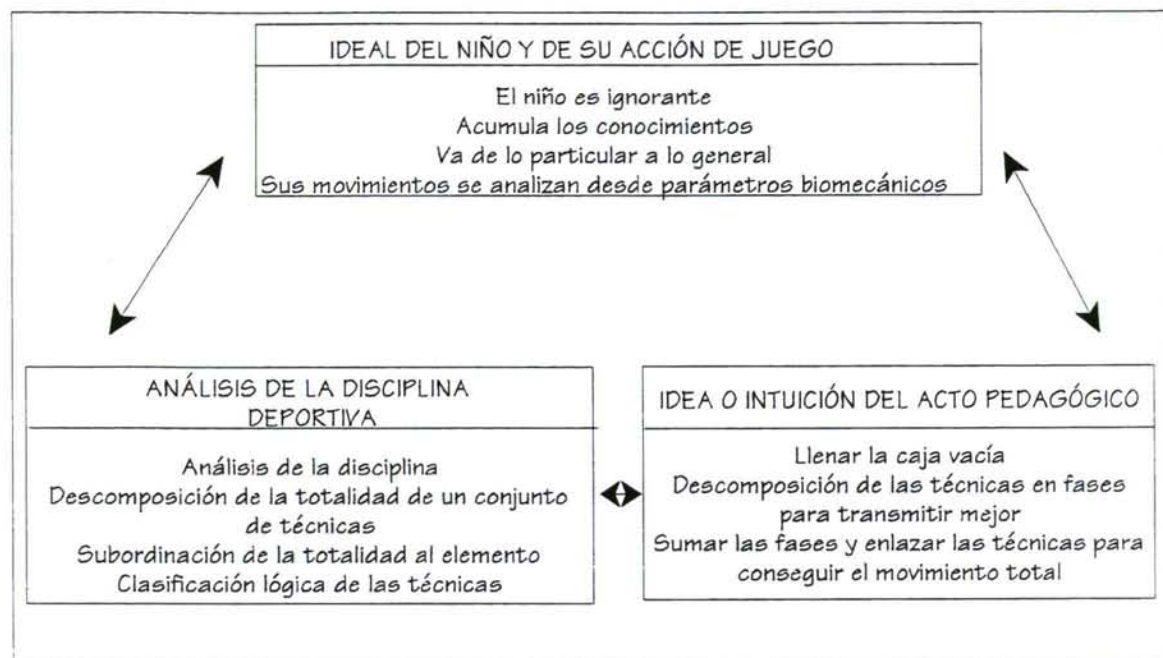 IDEAL DEL NIÑO Y DE SU ACCIÓN DE JUEGO
El niño es ignorante
Acumula los conocimientos
Va de lo particular a lo general
Sus movimientos se analizan desde parámetros biomecánicos
ANÁLISIS DE LA DISCIPLINA
DEPORTIVA
Análisis de la disciplina
Descomposición de la totalidad de un conjunto
de técnicas
Subordinación de la totalidad al elemento
Clasificación lógica de las técnicas
IDEA O INTUICIÓN DEL ACTO PEDAGÓGICO
Llenar la caja vacía
Descomposición de las técnicas en fases
para transmitir mejor
Sumar las fases y enlazar las técnicas para
conseguir el movimiento total